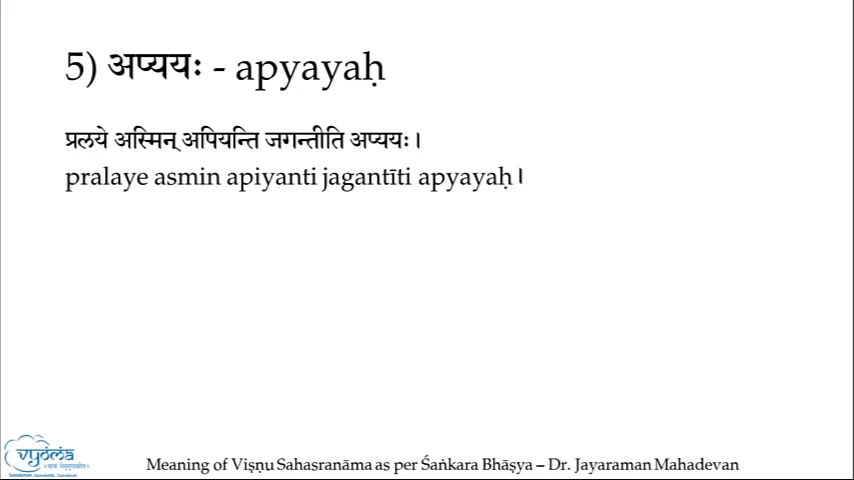 5) अप्ययः - apyayaḥ
प्रलये अस्मिन् अपियन्ति जगन्तीति अप्ययः ।
pralaye asmin apiyanti jagantīti apyayaḥ ।
vyoma
Meaning of Viṣṇu Sahasranāma as per Śaṅkara Bhāṣya – Dr. Jayaraman Mahadevan